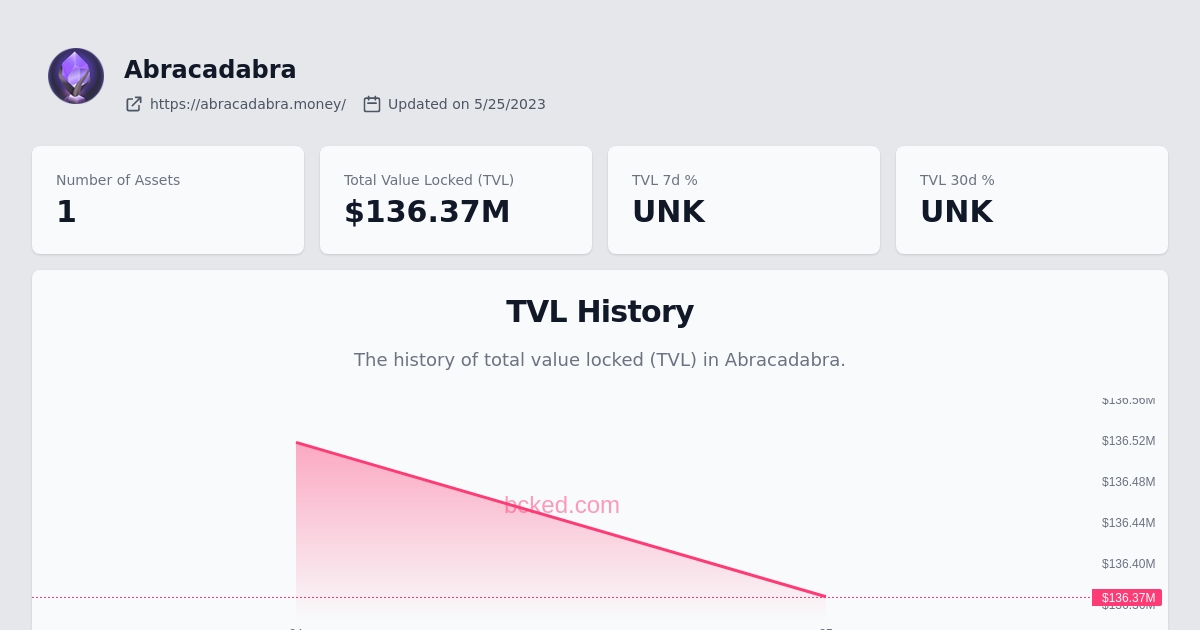 Abracadabra
https://abracadabra.money/ Updated on 5/25/2023
Number of Assets
1
Total Value Locked (TVL)
$136.37M
TVL 7d %
UNK
TVL 30d %
UNK
TVL History
The history of total value locked (TVL) in Abracadabra.
$136.56M
$136.52M
$136.48M
bcked.com
$136.44M
$136.40M
$136.37M